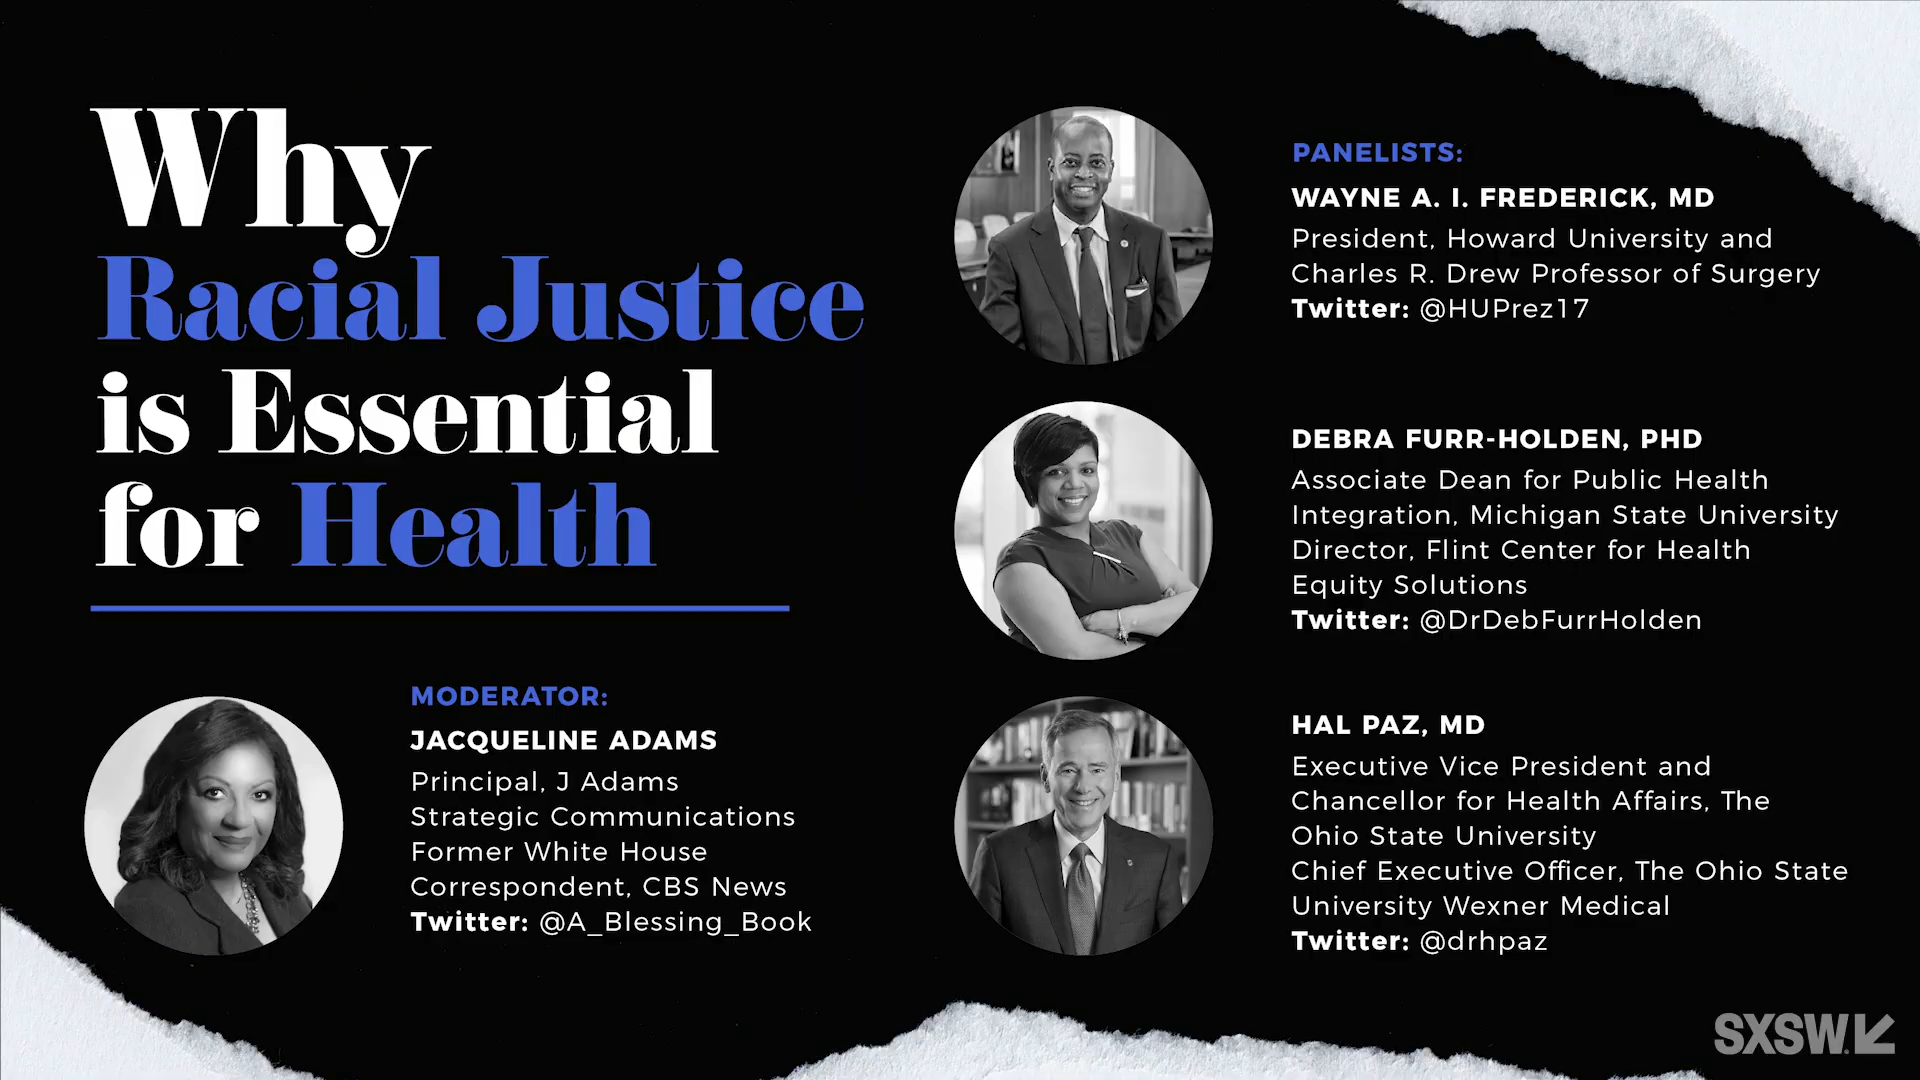 Why
Racial Justice
is Essential
for Health
MODERATOR:
JACQUELINE ADAMS
Principal, J Adams
Strategic Communications
Former White House
Correspondent, CBS News
Twitter: @A_Blessing_Book
PANELISTS:
WAYNE A. I. FREDERICK, MD
President, Howard University and
Charles R. Drew Professor of Surgery
Twitter: @HUPrez17
DEBRA FURR-HOLDEN, PHD
Associate Dean for Public Health
Integration, Michigan State University
Director, Flint Center for Health
Equity Solutions
Twitter: @DrDebFurrHolden
HAL PAZ, MD
Executive Vice President and
Chancellor for Health Affairs, The
Ohio State University
Chief Executive Officer, The Ohio State
University Wexner Medical
Twitter: @drhpaz
SXSW.